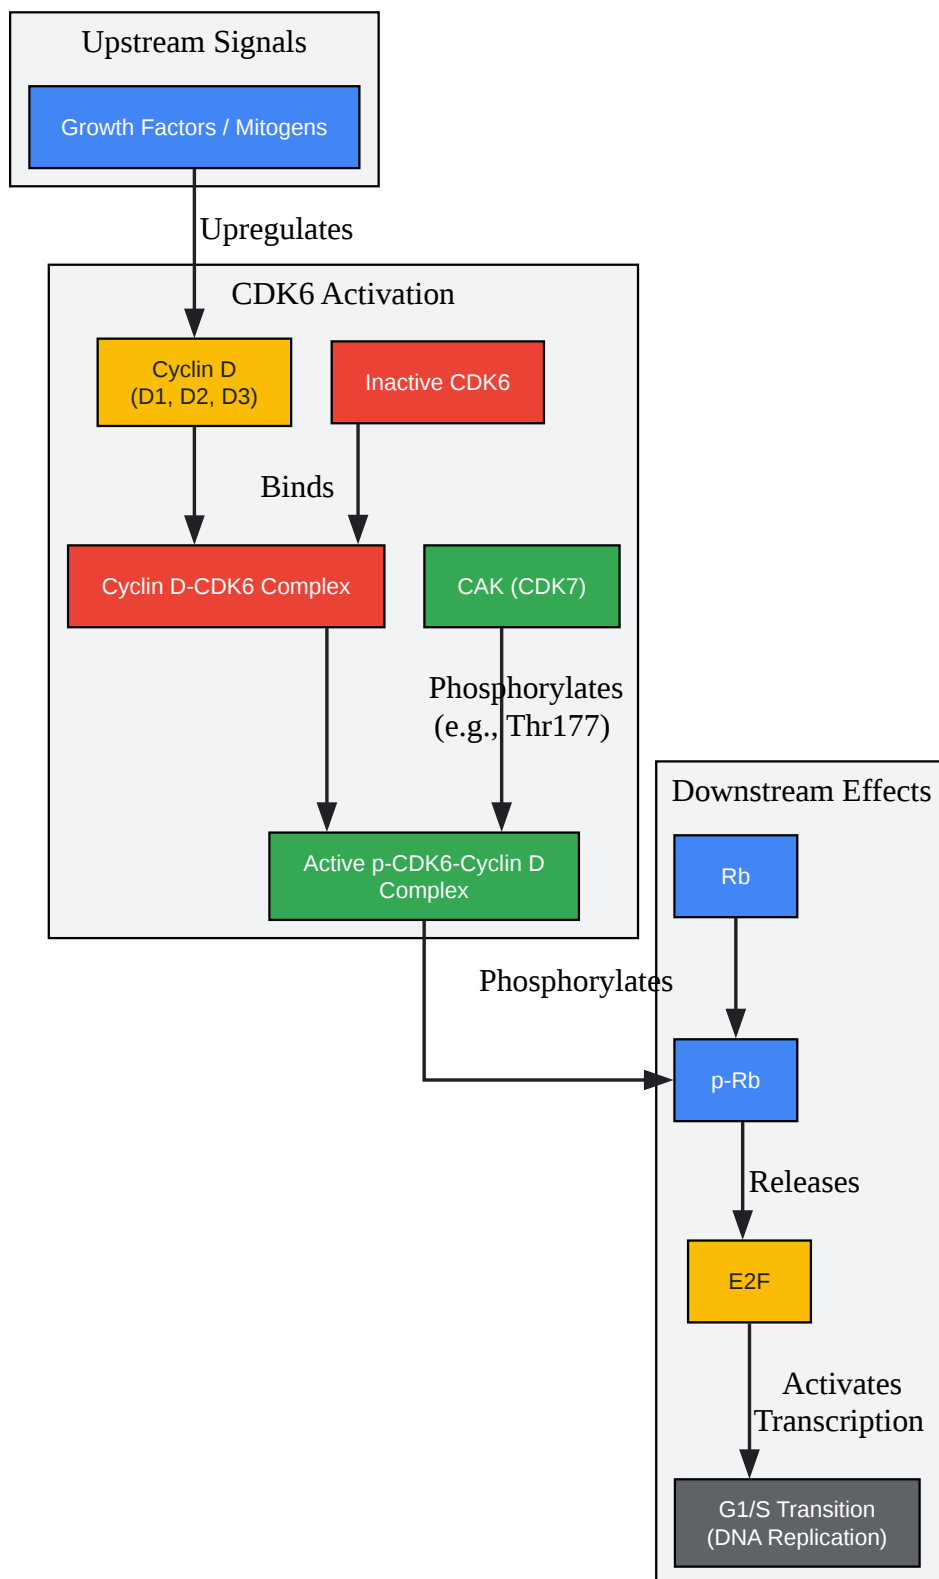 Upstream Signals
Growth Factors / Mitogens
Upregulates
CDK6 Activation
Cyclin D
(D1, D2, D3)
Inactive CDK6
Binds
Cyclin D-CDK6 Complex
CAK (CDK7)
Phosphorylates
(e.g., Thr177)
Active p-CDK6-Cyclin D
Complex
Downstream Effects
Rb
Phosphorylates
p-Rb
Releases
E2F
Activates
Transcription
G1/S Transition
(DNA Replication)